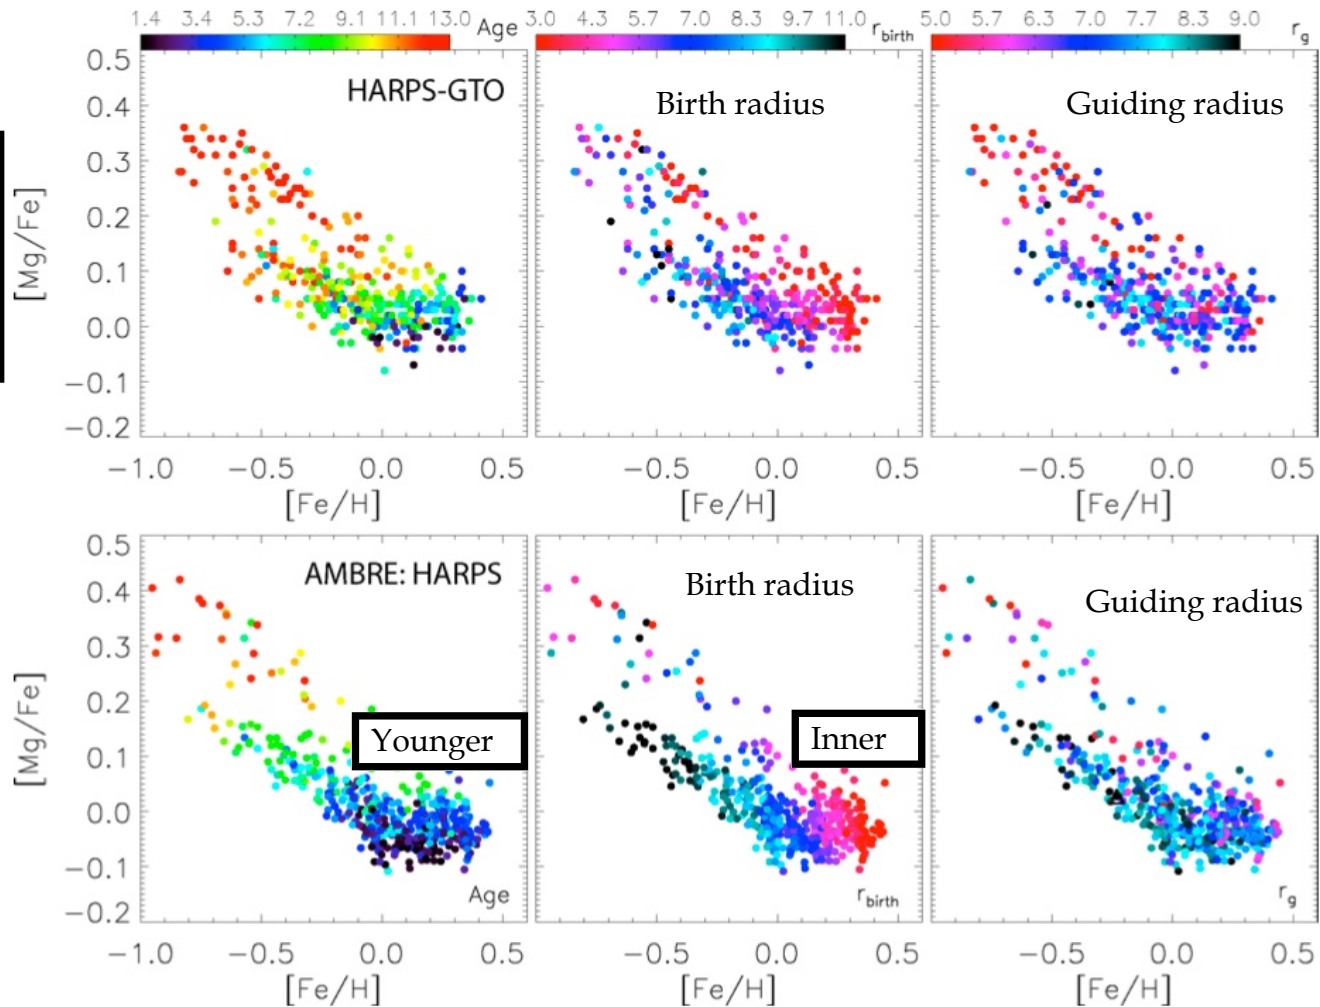 1.4 3.4 5.3 7.2 9.1 11.1 13.0 Age
3.0 4.3 5.7 7.0 8.3 9.7 11.0 r_birth
5.0 5.7 6.3 7.0 7.7 8.3 9.0 r_g
HARPS-GTO
Birth radius
Guiding radius
[Mg/Fe]
0.5
0.4
0.3
0.2
0.1
0.0
−0.1
−0.2
−1.0 −0.5 0.0 0.5
−0.5 0.0 0.5
−0.5 0.0 0.5
[Fe/H]
[Fe/H]
[Fe/H]
AMBRE: HARPS
Birth radius
Guiding radius
[Mg/Fe]
0.5
0.4
0.3
0.2
0.1
0.0
−0.1
−0.2
Younger
Inner
Age
r_birth
r_g
−1.0 −0.5 0.0 0.5
−0.5 0.0 0.5
−0.5 0.0 0.5
[Fe/H]
[Fe/H]
[Fe/H]